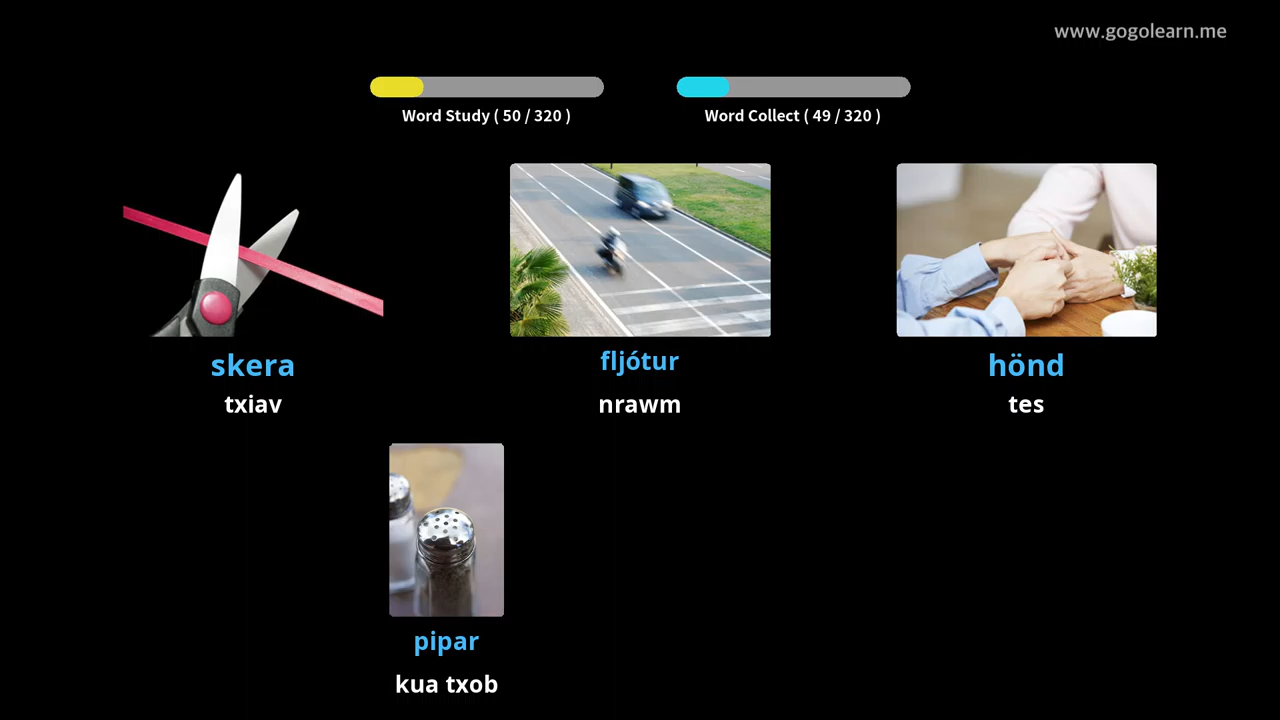 www.gogolearn.me
Word Study ( 50 / 320 )
Word Collect ( 49 / 320 )
skera
txiav
fljótur
nrawm
hönd
tes
pipar
kua txob